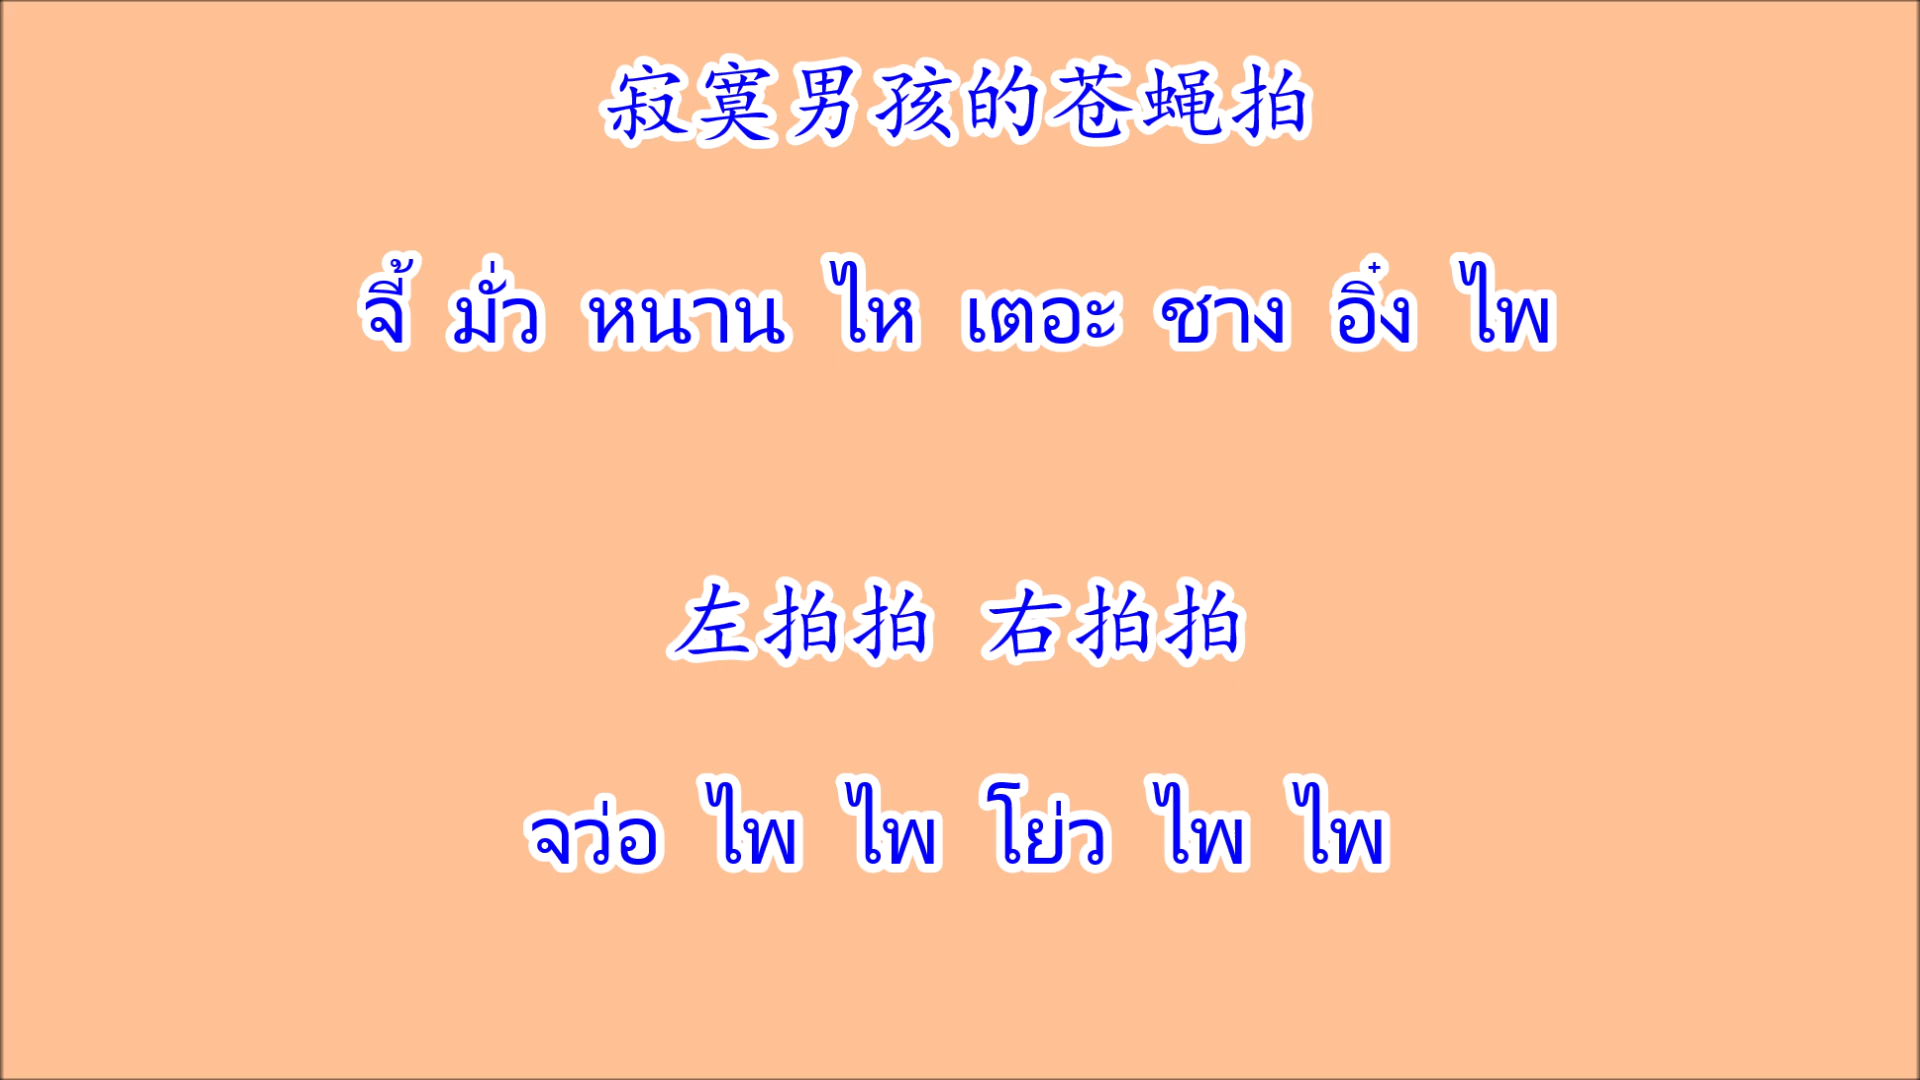 寂寞男孩的苍蝇拍
จี้ มั่ว หนาน ไห เตอะ ชาง อิ๋ง ไพ
左拍拍 右拍拍
จว่อ ไพ ไพ โย่ว ไพ ไพ